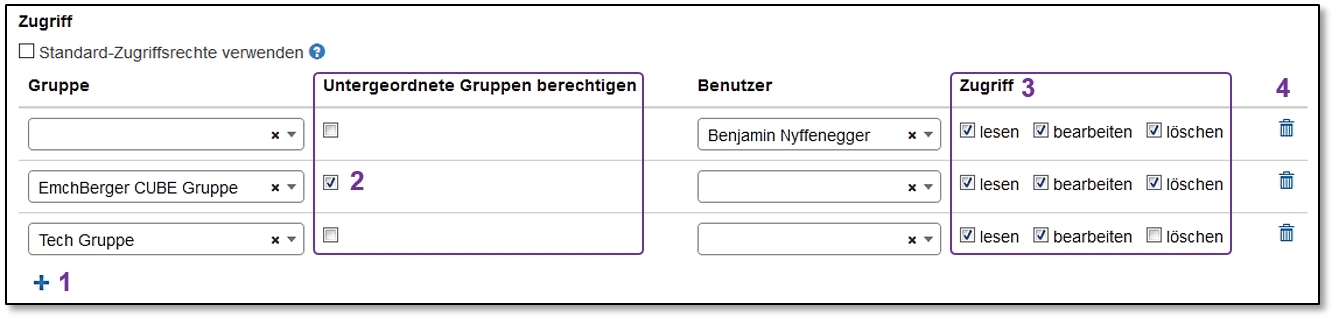 Zugriff
Standard-Zugriffsrechte verwenden ?
Gruppe Untergeordnete Gruppen berechtigen Benutzer Zugriff 3 4
× Benjamin Nyffenegger × lesen bearbeiten löschen
EmchBerger CUBE Gruppe × 2 × lesen bearbeiten löschen
Tech Gruppe × × lesen bearbeiten löschen
+ 1